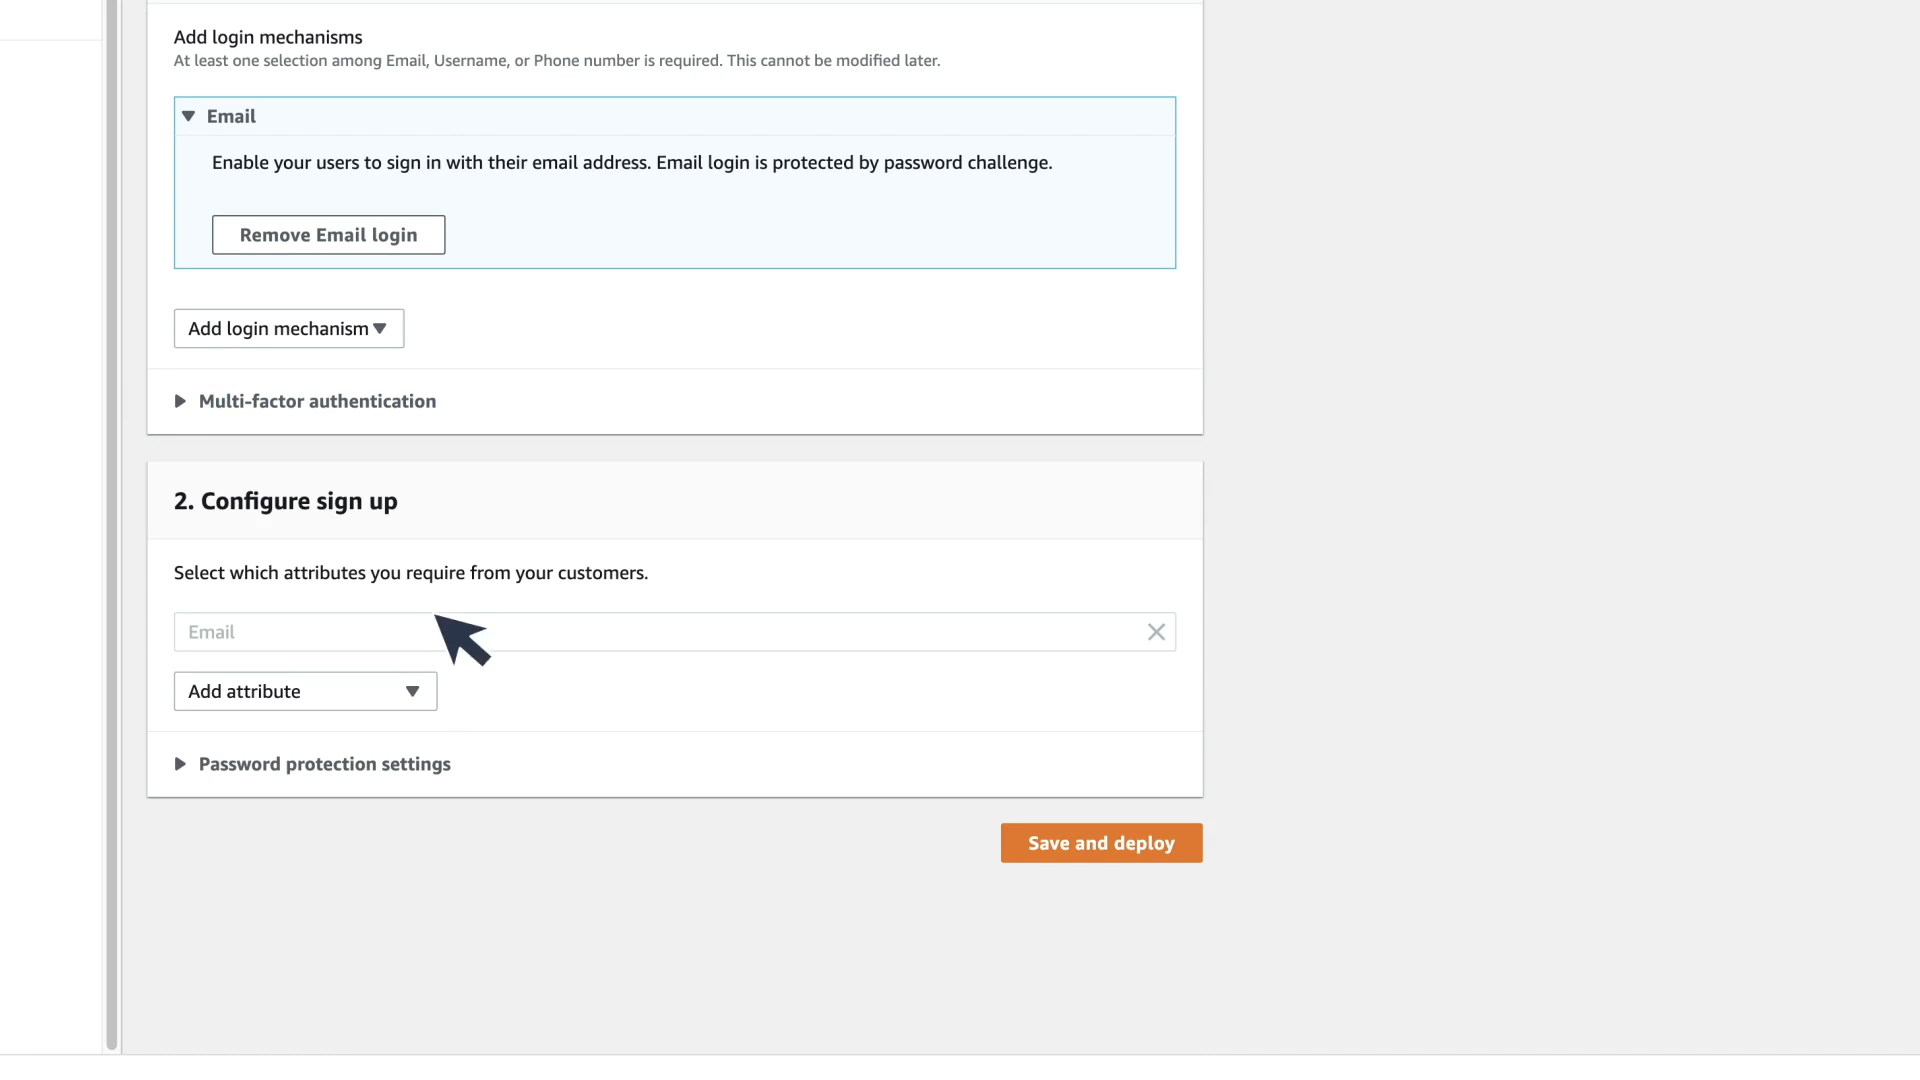 Add login mechanisms
At least one selection among Email, Username, or Phone number is required. This cannot be modified later.
Email
Enable your users to sign in with their email address. Email login is protected by password challenge.
Remove Email login
Add login mechanism
Multi-factor authentication
2. Configure sign up
Select which attributes you require from your customers.
Email
Add attribute
Password protection settings
Save and deploy